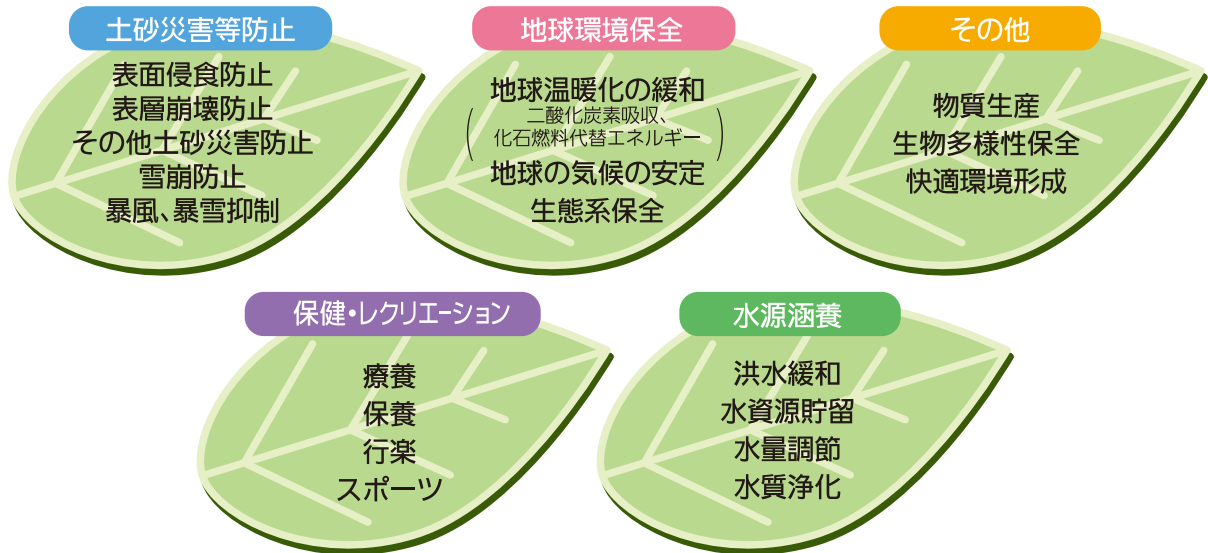 土砂災害等防止
表面侵食防止
表層崩壊防止
その他土砂災害防止
雪崩防止
暴風、暴雪抑制
地球環境保全
地球温暖化の緩和
(二酸化炭素吸収、
化石燃料代替エネルギー)
地球の気候の安定
生態系保全
その他
物質生産
生物多様性保全
快適環境形成
保健・レクリエーション
療養
保養
行楽
スポーツ
水源涵養
洪水緩和
水資源貯留
水量調節
水質浄化